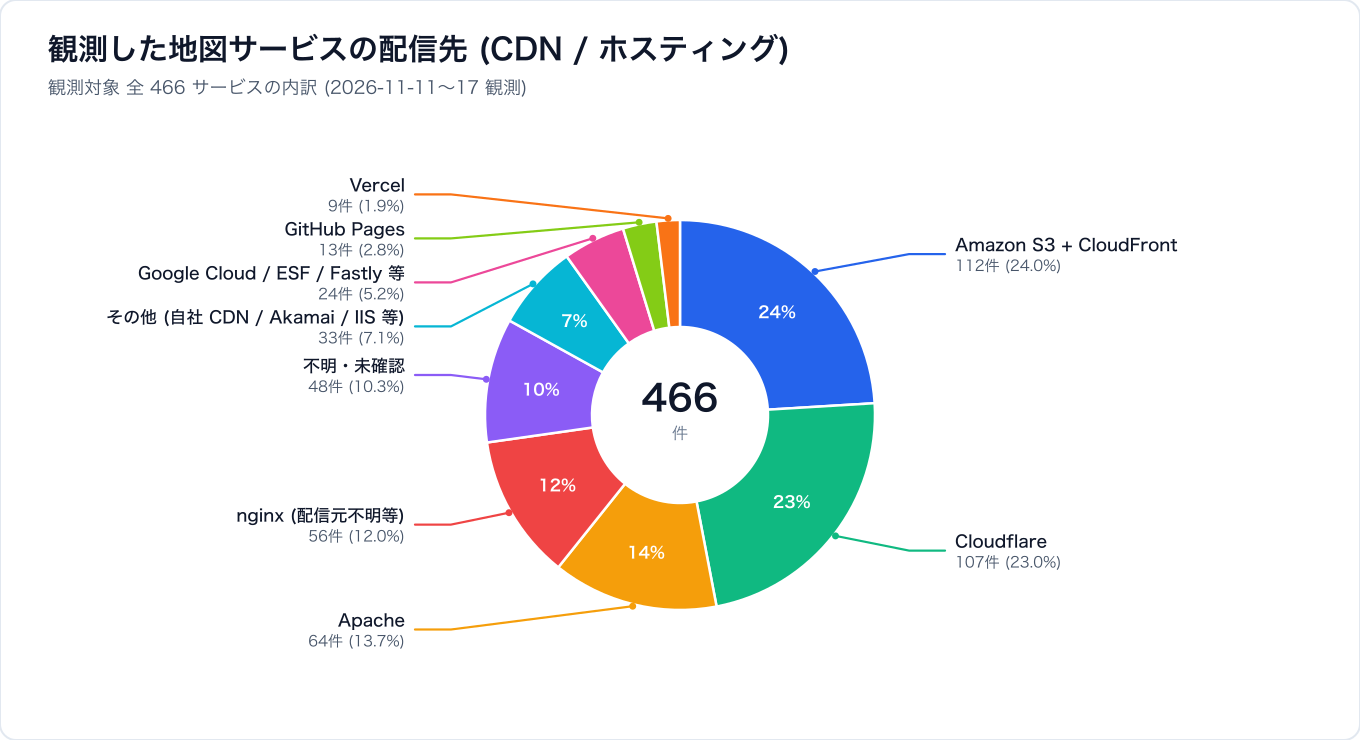 観測した地図サービスの配信先 (CDN / ホスティング)
観測対象 全 466 サービスの内訳 (2026-11-11〜17 観測)
Vercel
9件 (1.9%)
GitHub Pages
13件 (2.8%)
Google Cloud / ESF / Fastly 等
24件 (5.2%)
その他 (自社 CDN / Akamai / IIS 等)
33件 (7.1%)
不明・未確認
48件 (10.3%)
nginx (配信元不明等)
56件 (12.0%)
Apache
64件 (13.7%)
Amazon S3 + CloudFront
112件 (24.0%)
Cloudflare
107件 (23.0%)
24%
23%
14%
12%
10%
7%
466
件